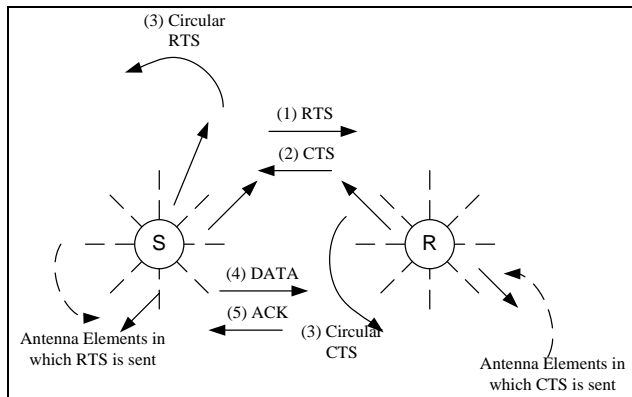 (3) Circular
RTS
(1) RTS
(2) CTS
S
R
(4) DATA
(5) ACK
(3) Circular
CTS
Antenna Elements in
which RTS is sent
Antenna Elements in
which CTS is sent